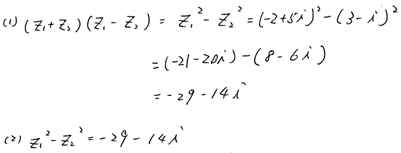 (1) (Z₁+Z₂)(Z₁-Z₂) = Z₁²-Z₂² = (-2+5i)²-(3-i)²
=(-21-20i)-(8-6i)
=-29-14i
(2) Z₁²-Z₂²=-29-14i